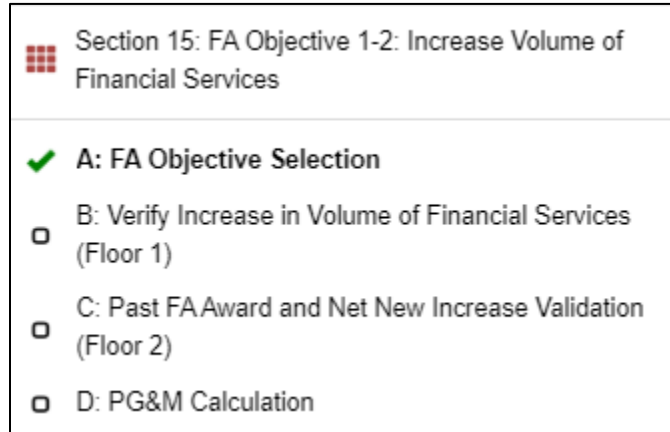 Section 15: FA Objective 1-2: Increase Volume of
Financial Services
A: FA Objective Selection
B: Verify Increase in Volume of Financial Services
(Floor 1)
C: Past FA Award and Net New Increase Validation
(Floor 2)
D: PG&M Calculation